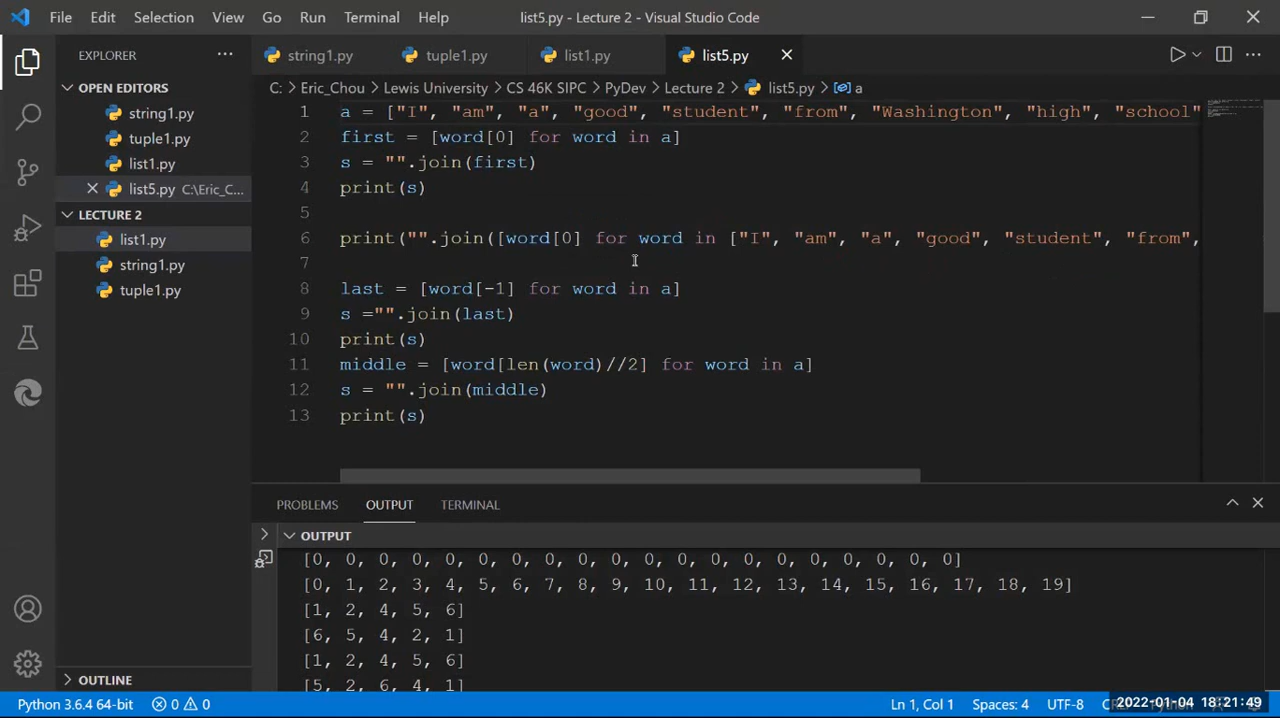 File Edit Selection View Go Run Terminal Help list5.py - Lecture 2 - Visual Studio Code
EXPLORER string1.py tuple1.py list1.py list5.py
C: Eric_Chou Lewis University CS 46K SIPC PyDev Lecture 2 list5.py a
OPEN EDITORS
string1.py
tuple1.py
list1.py
list5.py C:\Eric_C...
LECTURE 2
list1.py
string1.py
tuple1.py
OUTLINE
1 a = ["I", "am", "a", "good", "student", "from", "Washington", "high", "school"
2 first = [word[0] for word in a]
3 s = "".join(first)
4 print(s)
5
6 print("".join([word[0] for word in ["I", "am", "a", "good", "student", "from",
7
8 last = [word[-1] for word in a]
9 s ="".join(last)
10 print(s)
11 middle = [word[len(word)//2] for word in a]
12 s = "".join(middle)
13 print(s)
PROBLEMS OUTPUT TERMINAL
OUTPUT
[0, 0, 0, 0, 0, 0, 0, 0, 0, 0, 0, 0, 0, 0, 0, 0, 0, 0, 0, 0]
[0, 1, 2, 3, 4, 5, 6, 7, 8, 9, 10, 11, 12, 13, 14, 15, 16, 17, 18, 19]
[1, 2, 4, 5, 6]
[6, 5, 4, 2, 1]
[1, 2, 4, 5, 6]
[5, 2, 6, 4, 1]
Python 3.6.4 64-bit 0 0 Ln 1, Col 1 Spaces: 4 UTF-8 2022-01-04 18:21:49